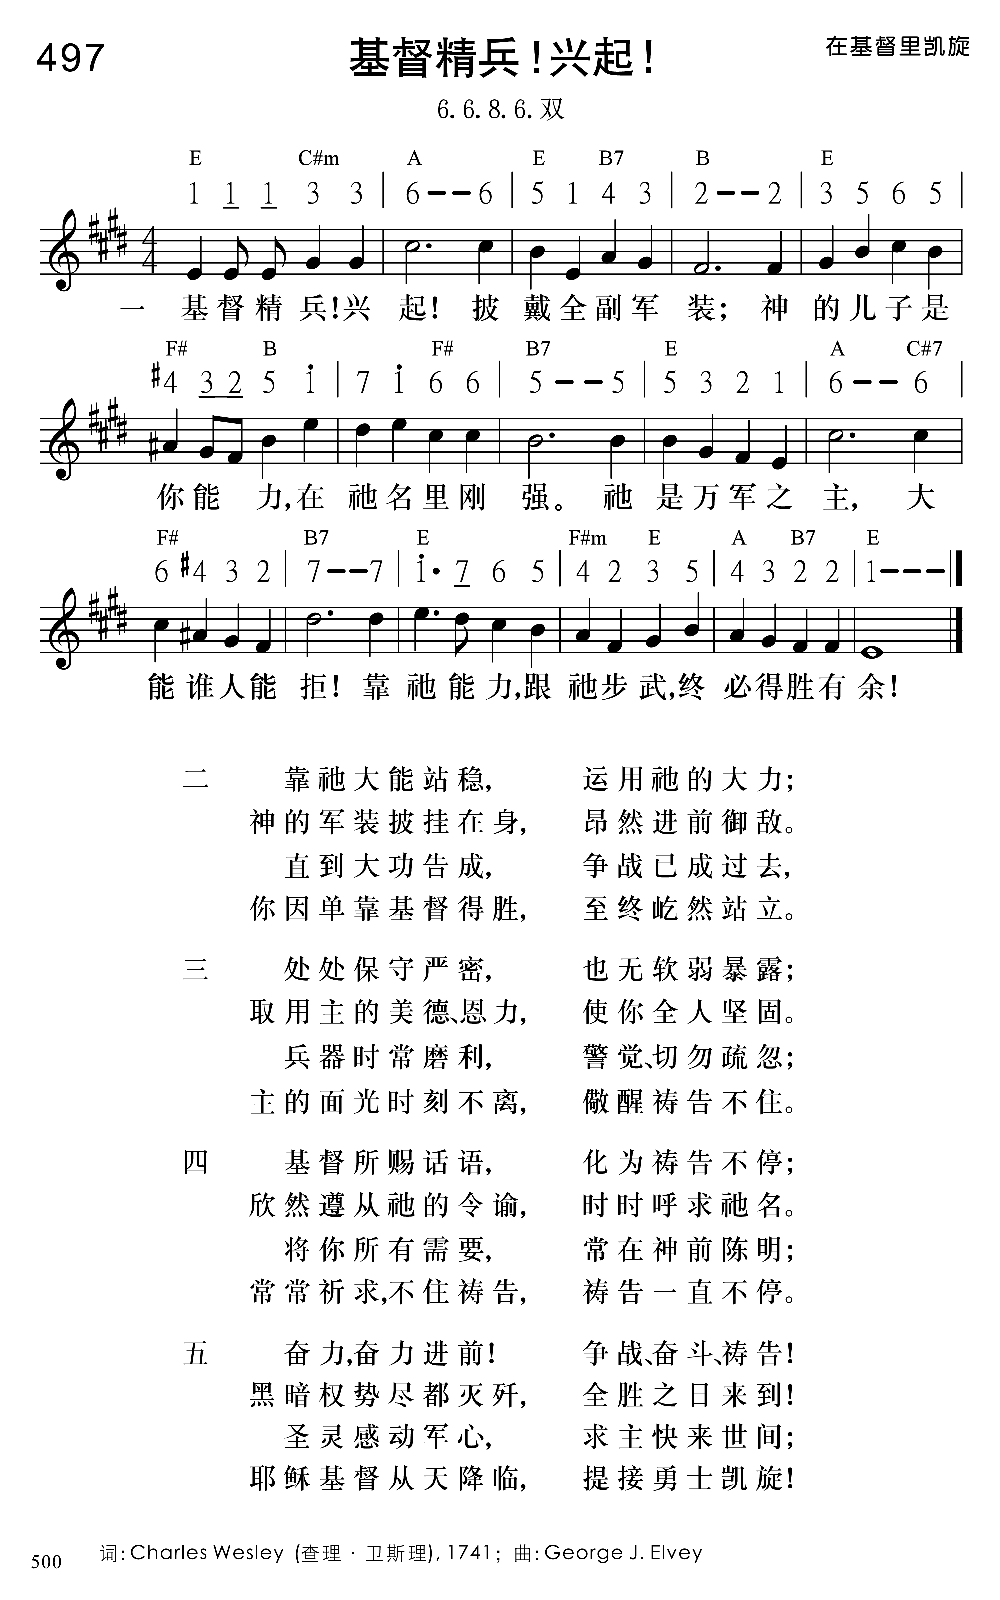 497
基督精兵！兴起！
在基督里凯旋
6. 6. 8. 6. 双
E C#m A E B7 B E
1 1 1 3 3 | 6 — — 6 | 5 1 4 3 | 2 — — 2 | 3 5 6 5 |
4 4
一 基督精兵！兴起！披戴全副军装；神的儿子是
F# B F# B7 E A C#7
#4 3 2 5 i | 7 i 6 6 | 5 — — 5 | 5 3 2 1 | 6 — — 6 |
你能力，在祂名里刚强。祂是万军之主，大
F# B7 E F#m E A B7 E
6 #4 3 2 | 7 — — 7 | i· 7 6 5 | 4 2 3 5 | 4 3 2 2 | 1 — — — |
能谁人能拒！靠祂能力，跟祂步武，终必得胜有余！
二 靠祂大能站稳， 运用祂的大力；
神的军装披挂在身， 昂然进前御敌。
直到大功告成， 争战已成过去，
你因单靠基督得胜， 至终屹然站立。
三 处处保守严密， 也无软弱暴露；
取用主的美德、恩力， 使你全人坚固。
兵器时常磨利， 警觉、切勿疏忽；
主的面光时刻不离， 儆醒祷告不住。
四 基督所赐话语， 化为祷告不停；
欣然遵从祂的令谕， 时时呼求祂名。
将你所有需要， 常在神前陈明；
常常祈求，不住祷告， 祷告一直不停。
五 奋力，奋力进前！ 争战、奋斗、祷告！
黑暗权势尽都灭歼， 全胜之日来到！
圣灵感动军心， 求主快来世间；
耶稣基督从天降临， 提接勇士凯旋！
500 词：Charles Wesley (查理·卫斯理), 1741；曲：George J. Elvey